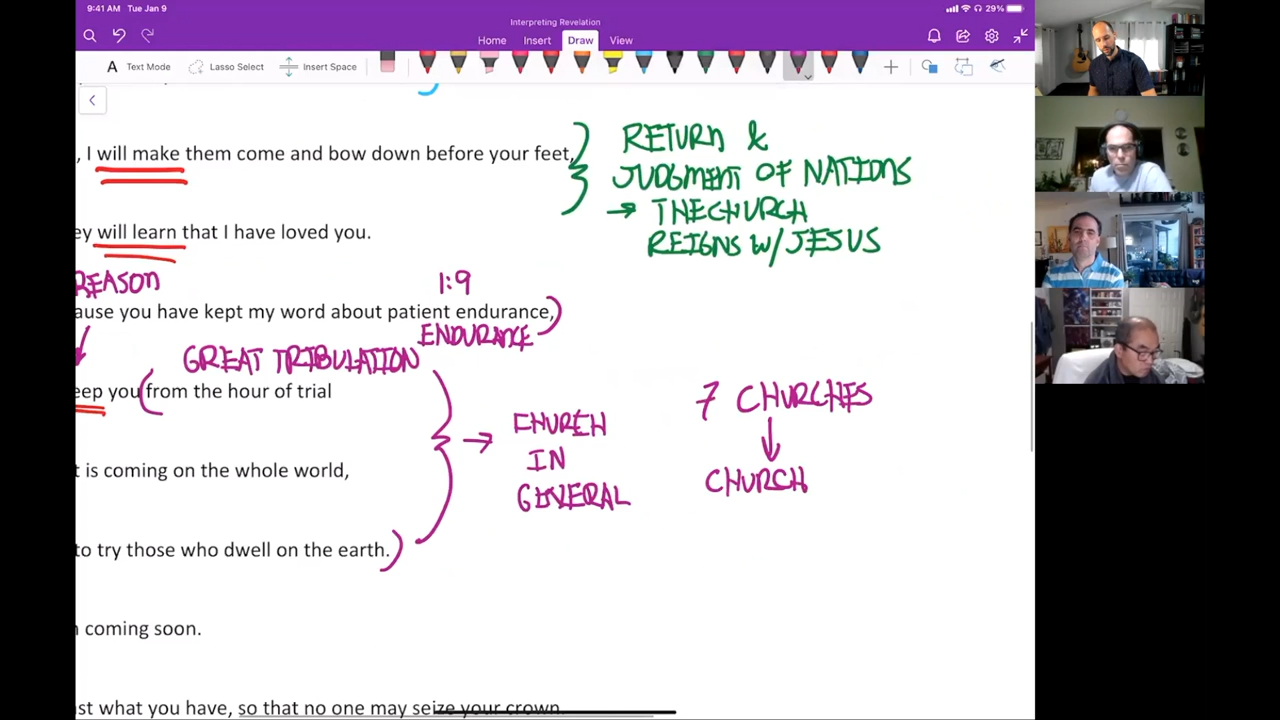 9:41 AM Tue Jan 9
29%
Interpreting Revelation
Home Insert Draw View
A Text Mode Lasso Select Insert Space
, I will make them come and bow down before your feet,
RETURN &
JUDGMENT OF NATIONS
→ THE CHURCH
REIGNS W/ JESUS
ey will learn that I have loved you.
REASON
1:9
ause you have kept my word about patient endurance,
ENDURANCE
GREAT TRIBULATION
eep you from the hour of trial
7 CHURCHES
CHURCH
IN
GENERAL
CHURCH
t is coming on the whole world,
to try those who dwell on the earth.
n coming soon.
st what you have, so that no one may seize your crown.